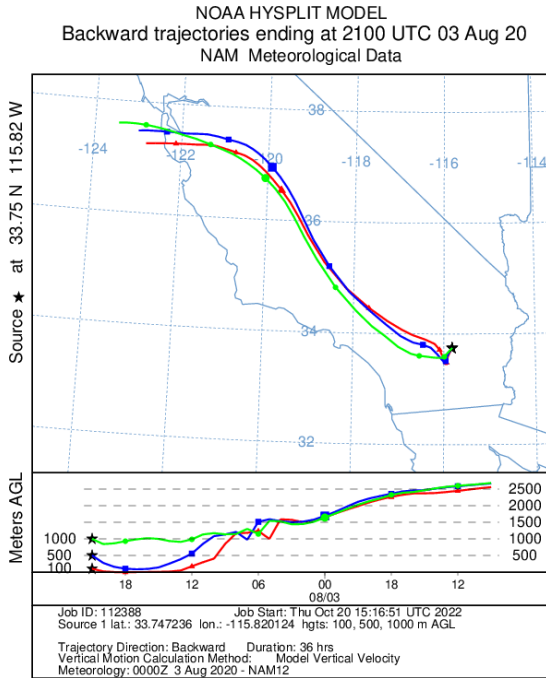 NOAA HYSPLIT MODEL
Backward trajectories ending at 2100 UTC 03 Aug 20
NAM Meteorological Data
Source ★ at 33.75 N 115.82 W
-124
-122
-120
-118
-116
-114
38
36
34
32
Meters AGL
1000
500
100
2500
2000
1500
1000
500
18
12
06
00
18
12
08/03
Job ID: 112388 Job Start: Thu Oct 20 15:16:51 UTC 2022
Source 1 lat.: 33.747236 lon.: -115.820124 hgts: 100, 500, 1000 m AGL
Trajectory Direction: Backward Duration: 36 hrs
Vertical Motion Calculation Method: Model Vertical Velocity
Meteorology: 0000Z 3 Aug 2020 - NAM12